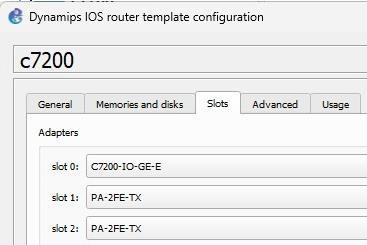 Dynamips IOS router template configuration
c7200
General Memories and disks Slots Advanced Usage
Adapters
slot 0: C7200-IO-GE-E
slot 1: PA-2FE-TX
slot 2: PA-2FE-TX